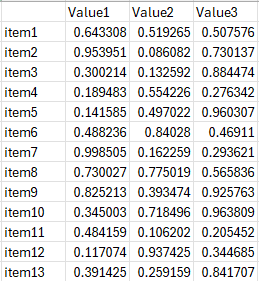 Value1 Value2 Value3
item1 0.643308 0.519265 0.507576
item2 0.953951 0.086082 0.730137
item3 0.300214 0.132592 0.884474
item4 0.189483 0.554226 0.276342
item5 0.141585 0.497022 0.960307
item6 0.488236 0.84028 0.46911
item7 0.998505 0.162259 0.293621
item8 0.730027 0.775019 0.565836
item9 0.825213 0.393474 0.925763
item10 0.345003 0.718496 0.963809
item11 0.484159 0.106202 0.205452
item12 0.117074 0.937425 0.344685
item13 0.391425 0.259159 0.841707